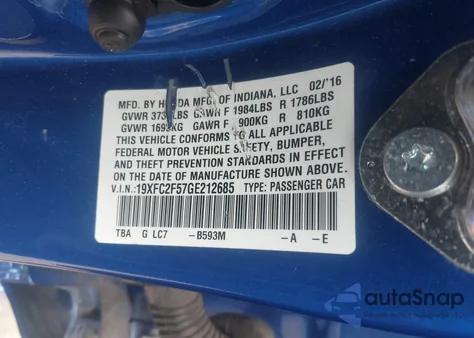 MFD. BY HONDA MFG. OF INDIANA, LLC 02/'16
GVWR 3733LBS GAWR F 1984LBS R 1786LBS
GVWR 1693KG GAWR F 900KG R 810KG
THIS VEHICLE CONFORMS TO ALL APPLICABLE
FEDERAL MOTOR VEHICLE SAFETY, BUMPER,
AND THEFT PREVENTION STANDARDS IN EFFECT
ON THE DATE OF MANUFACTURE SHOWN ABOVE.
V.I.N.: 19XFC2F57GE212685 TYPE: PASSENGER CAR
TBA G LC7 -B593M -A -E
autoSnap